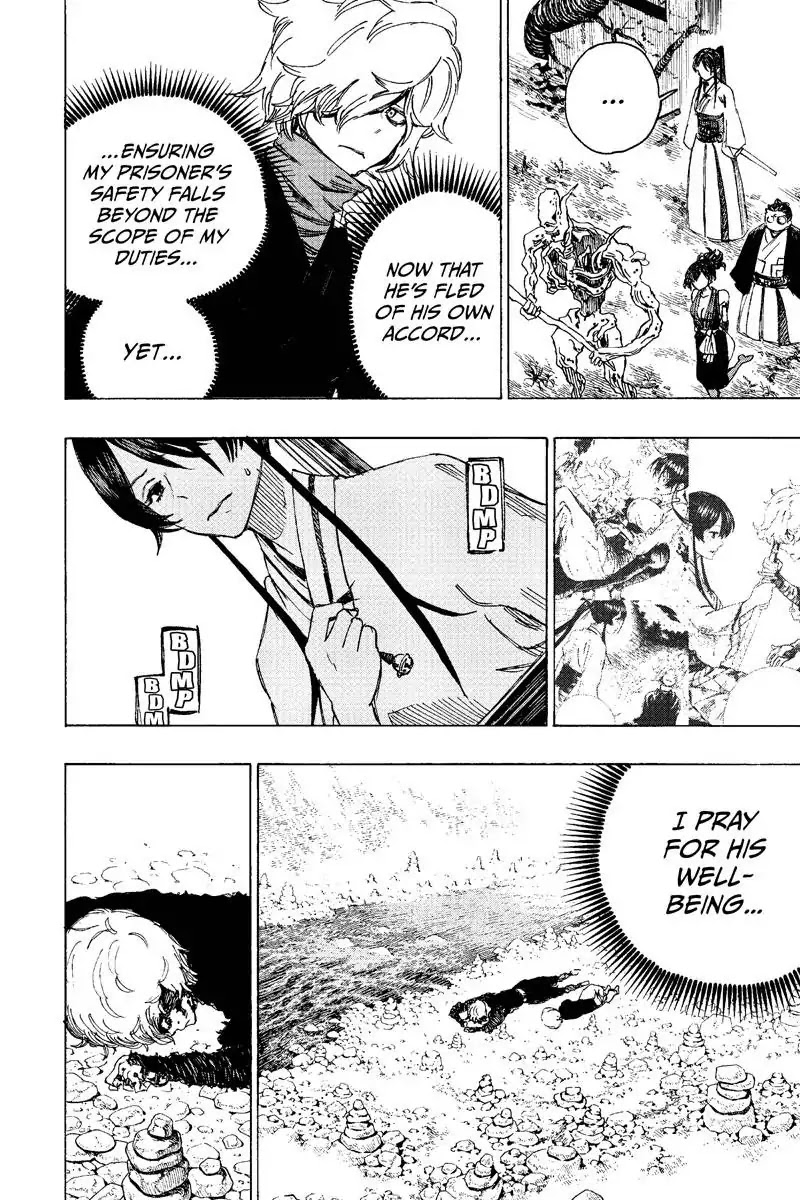 ...
NOW THAT
HE'S FLED
OF HIS OWN
ACCORD...
...ENSURING
MY PRISONER'S
SAFETY FALLS
BEYOND THE
SCOPE OF MY
DUTIES...
YET...
BDMP
BDMP
BDMP
I PRAY
FOR HIS
WELL-
BEING...